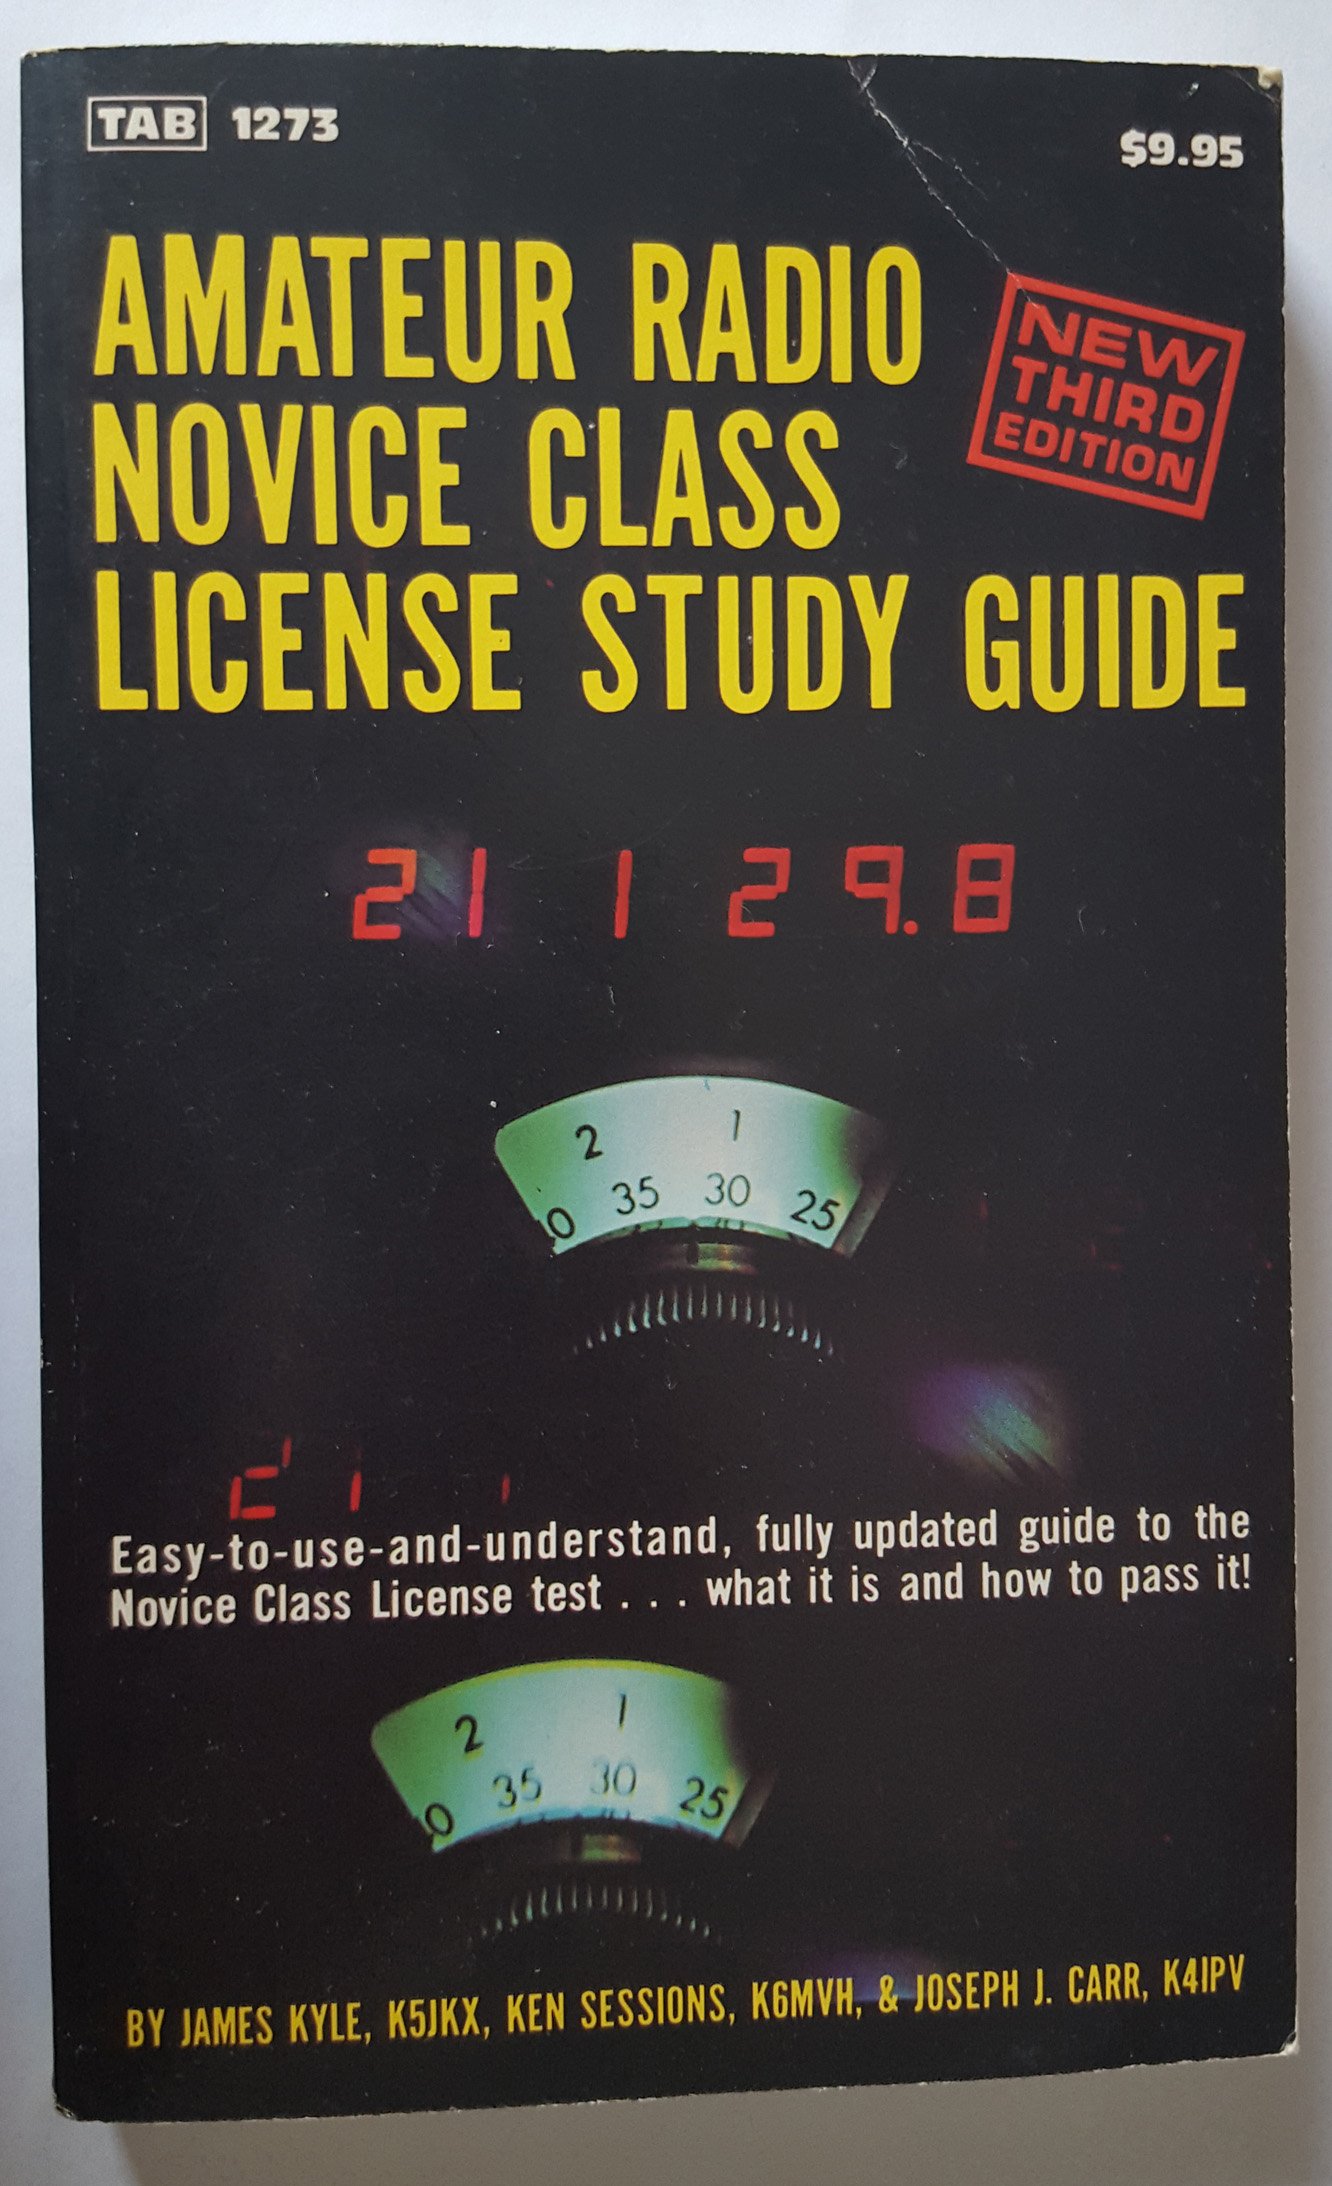 TAB 1273
$9.95
AMATEUR RADIO
NOVICE CLASS
LICENSE STUDY GUIDE
NEW
THIRD
EDITION
21 1 29.8
2 1
35 30 25
Easy-to-use-and-understand, fully updated guide to the
Novice Class License test . . . what it is and how to pass it!
2 1
0 35 30 25
BY JAMES KYLE, K5JKX, KEN SESSIONS, K6MVH, & JOSEPH J. CARR, K4IPV